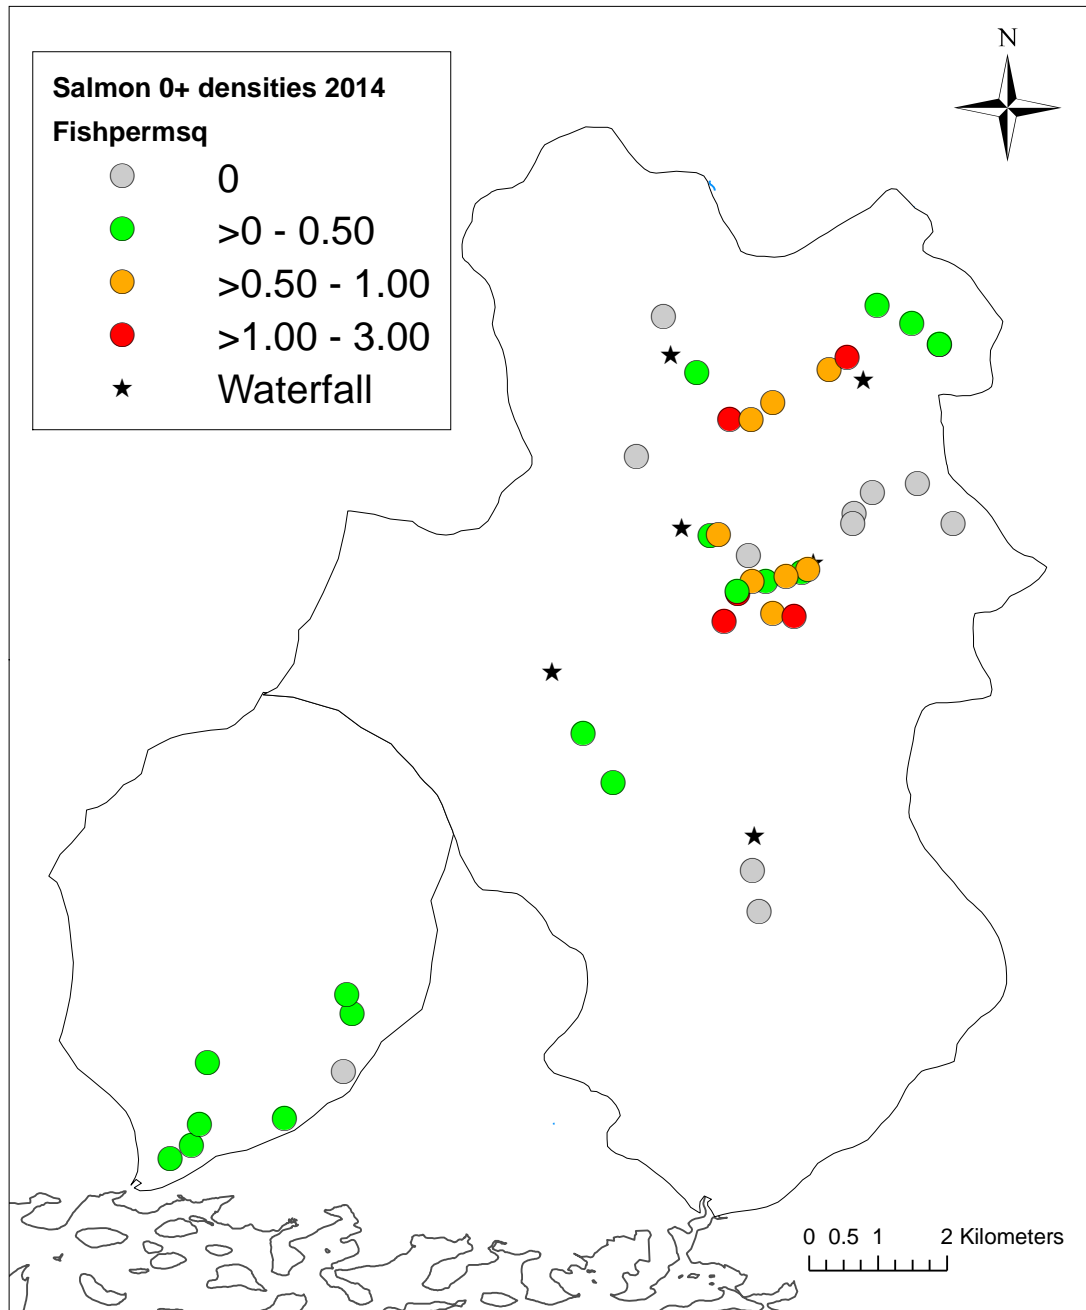 N
Salmon 0+ densities 2014
Fishpermsq
0
>0 - 0.50
>0.50 - 1.00
>1.00 - 3.00
Waterfall
0 0.5 1 2 Kilometers